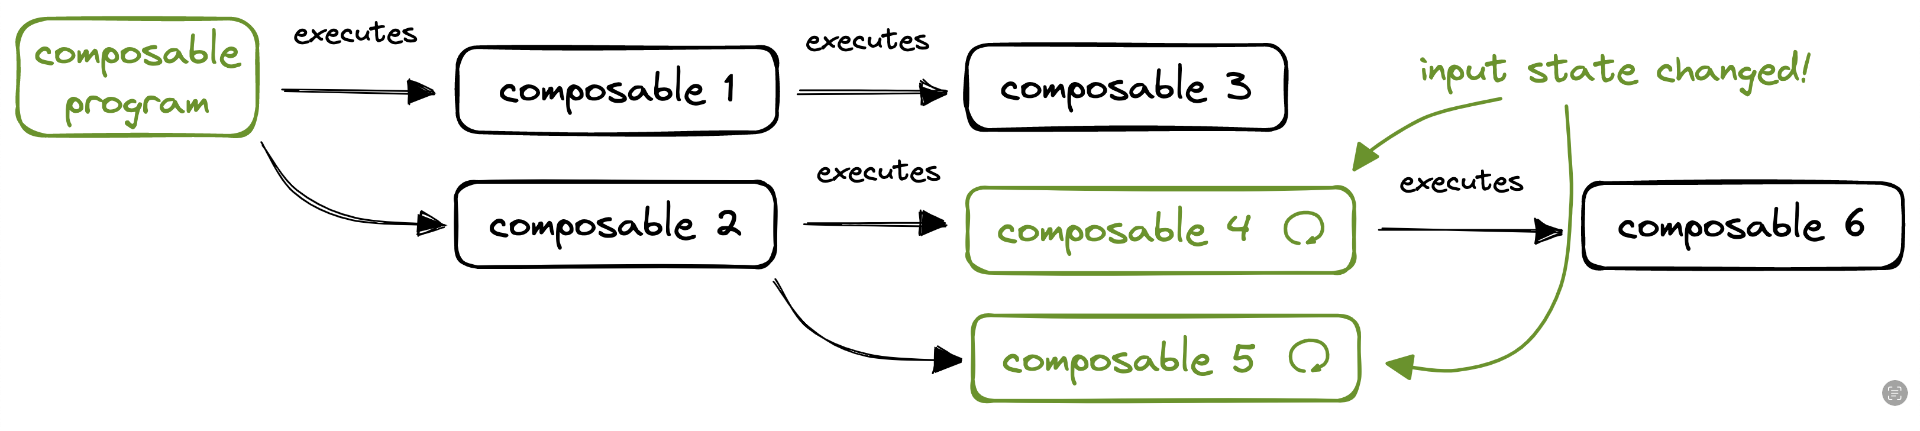 composable
program
executes
composable 1
executes
composable 3
input state changed!
composable 2
executes
composable 4
executes
composable 6
composable 5